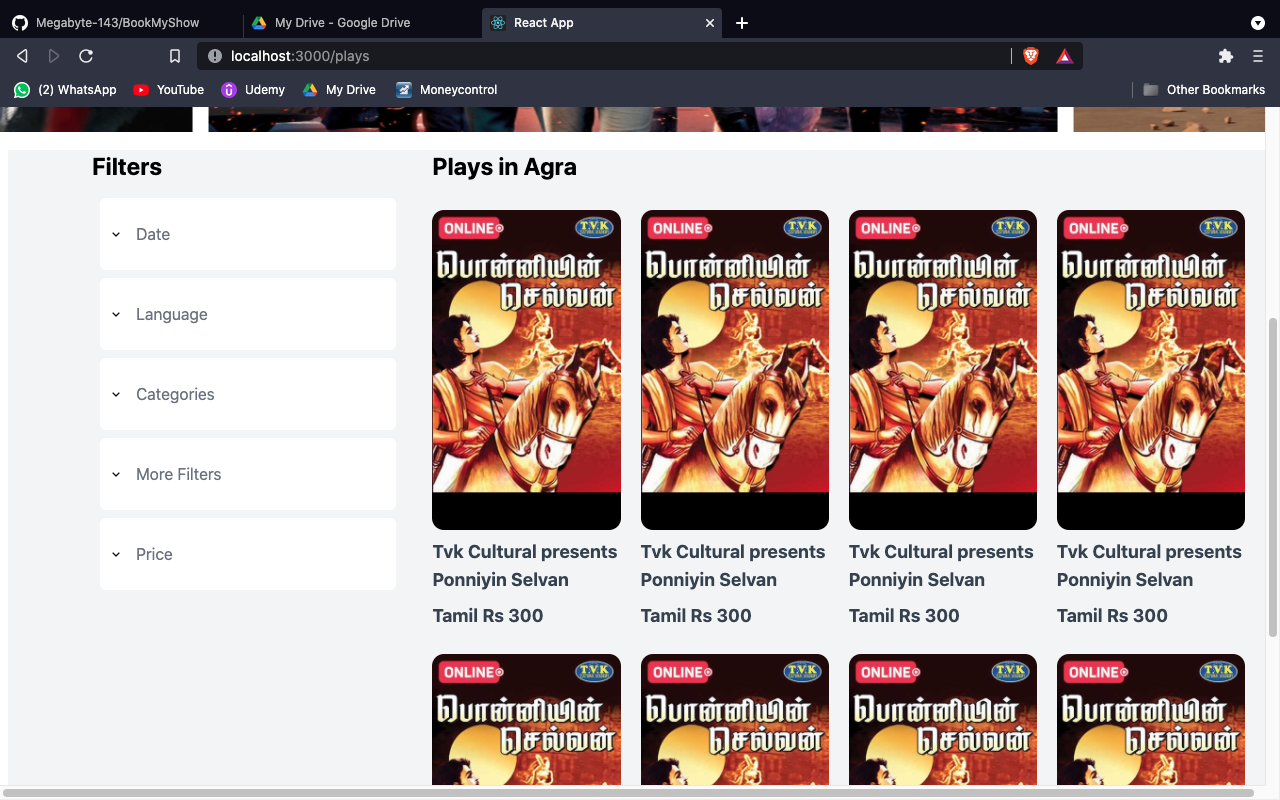 Megabyte-143/BookMyShow
My Drive - Google Drive
React App
localhost:3000/plays
(2) WhatsApp
YouTube
Udemy
My Drive
Moneycontrol
Other Bookmarks
Filters
Date
Language
Categories
More Filters
Price
Plays in Agra
ONLINE T.V.K
பொன்னியின்
செல்வன்
Tvk Cultural presents
Ponniyin Selvan
Tamil Rs 300
ONLINE T.V.K
பொன்னியின்
செல்வன்
Tvk Cultural presents
Ponniyin Selvan
Tamil Rs 300
ONLINE T.V.K
பொன்னியின்
செல்வன்
Tvk Cultural presents
Ponniyin Selvan
Tamil Rs 300
ONLINE T.V.K
பொன்னியின்
செல்வன்
Tvk Cultural presents
Ponniyin Selvan
Tamil Rs 300
ONLINE T.V.K
பொன்னியின்
செல்வன்
ONLINE T.V.K
பொன்னியின்
செல்வன்
ONLINE T.V.K
பொன்னியின்
செல்வன்
ONLINE T.V.K
பொன்னியின்
செல்வன்